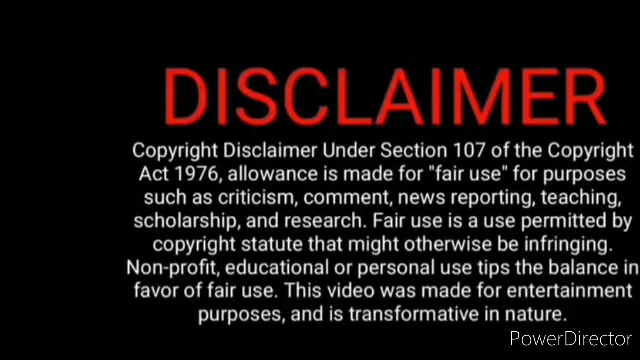 DISCLAIMER
Copyright Disclaimer Under Section 107 of the Copyright
Act 1976, allowance is made for "fair use" for purposes
such as criticism, comment, news reporting, teaching,
scholarship, and research. Fair use is a use permitted by
copyright statute that might otherwise be infringing.
Non-profit, educational or personal use tips the balance in
favor of fair use. This video was made for entertainment
purposes, and is transformative in nature.
PowerDirector